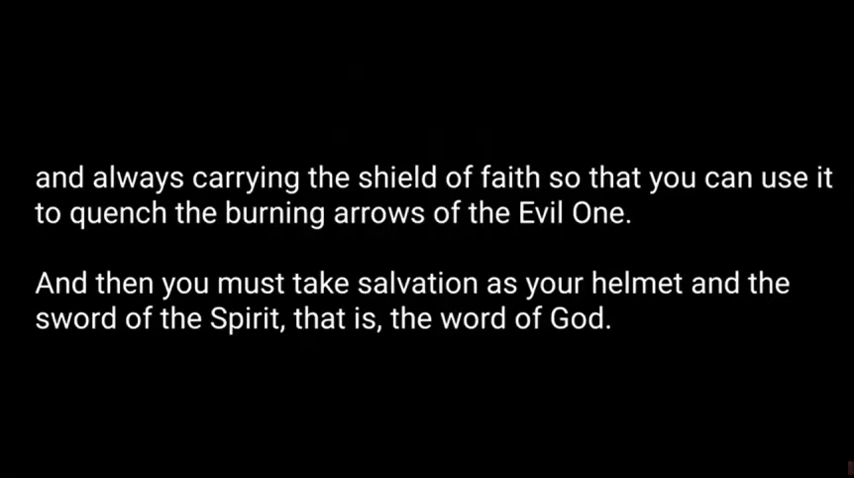 and always carrying the shield of faith so that you can use it
to quench the burning arrows of the Evil One.
And then you must take salvation as your helmet and the
sword of the Spirit, that is, the word of God.